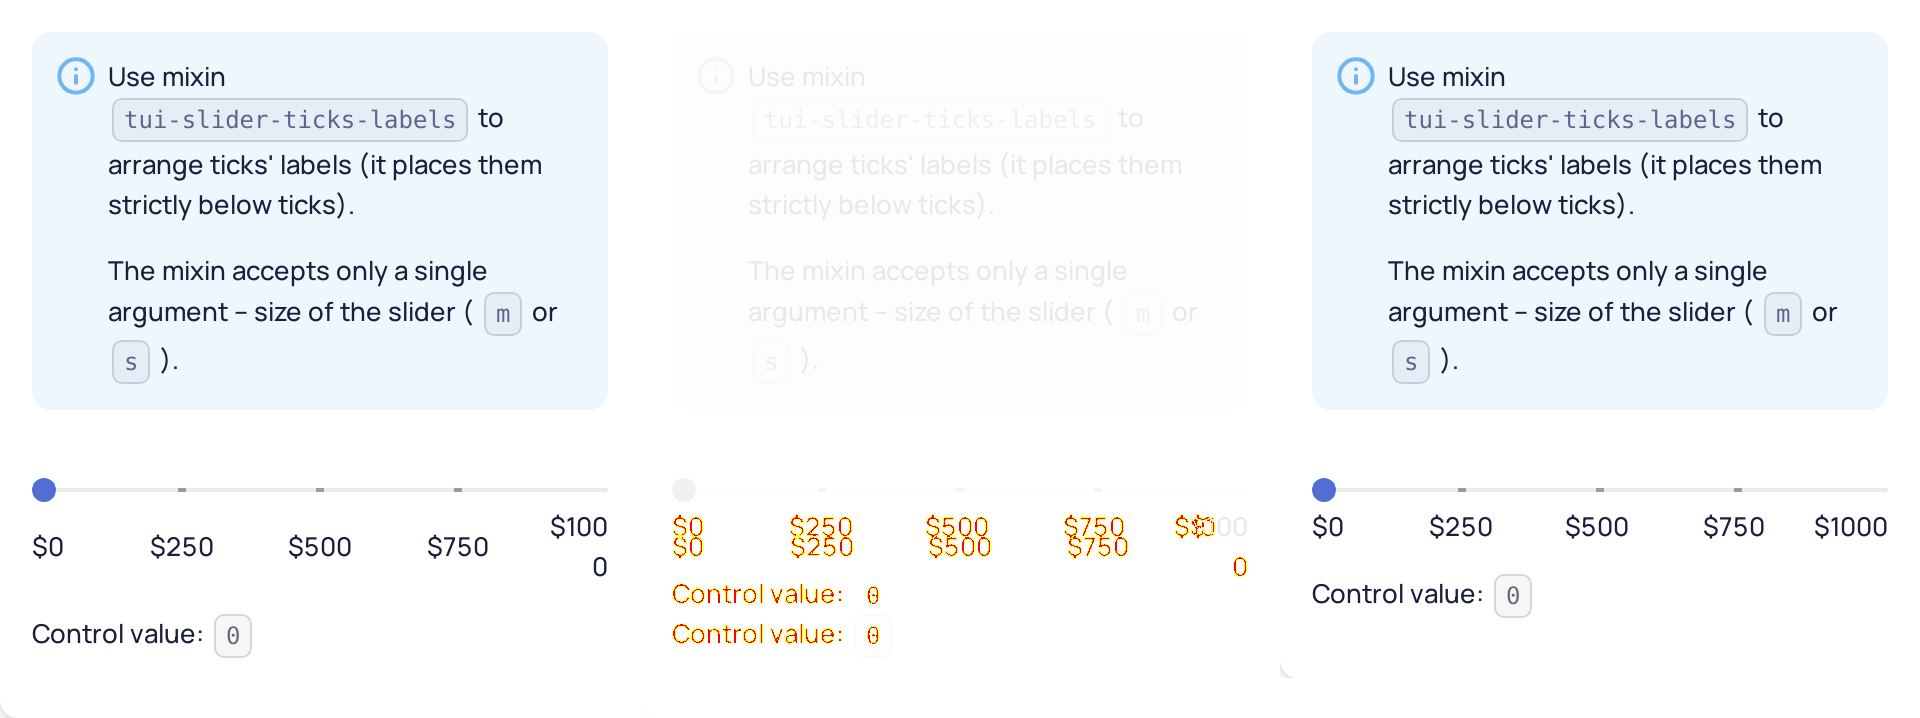 Use mixin
tui-slider-ticks-labels to
arrange ticks' labels (it places them
strictly below ticks).
The mixin accepts only a single
argument – size of the slider ( m or
s ).
$0 $250 $500 $750 $100
0
Control value: 0
Use mixin
tui-slider-ticks-labels to
arrange ticks' labels (it places them
strictly below ticks).
The mixin accepts only a single
argument – size of the slider ( m or
s ).
$0 $250 $500 $750
$0 $250 $500 $750
0
Control value: 0
Control value: 0
Use mixin
tui-slider-ticks-labels to
arrange ticks' labels (it places them
strictly below ticks).
The mixin accepts only a single
argument – size of the slider ( m or
s ).
$0 $250 $500 $750 $1000
Control value: 0